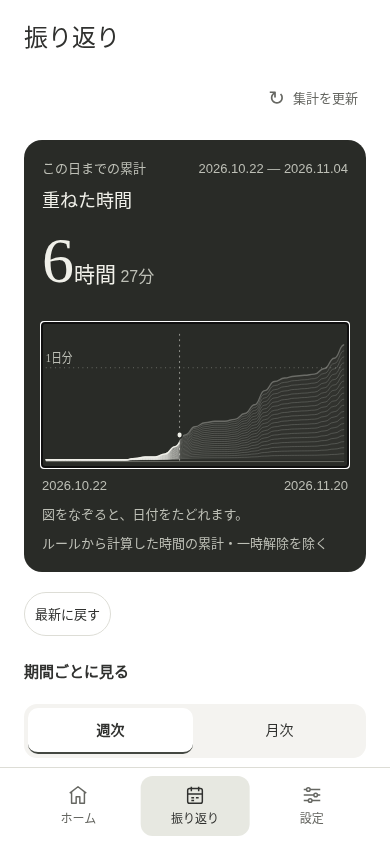 振り返り
↻ 集計を更新
この日までの累計 2026.10.22 — 2026.11.04
重ねた時間
6時間 27分
1日分
2026.10.22 2026.11.20
図をなぞると、日付をたどれます。
ルールから計算した時間の累計・一時解除を除く
最新に戻す
期間ごとに見る
週次 月次
ホーム 振り返り 設定